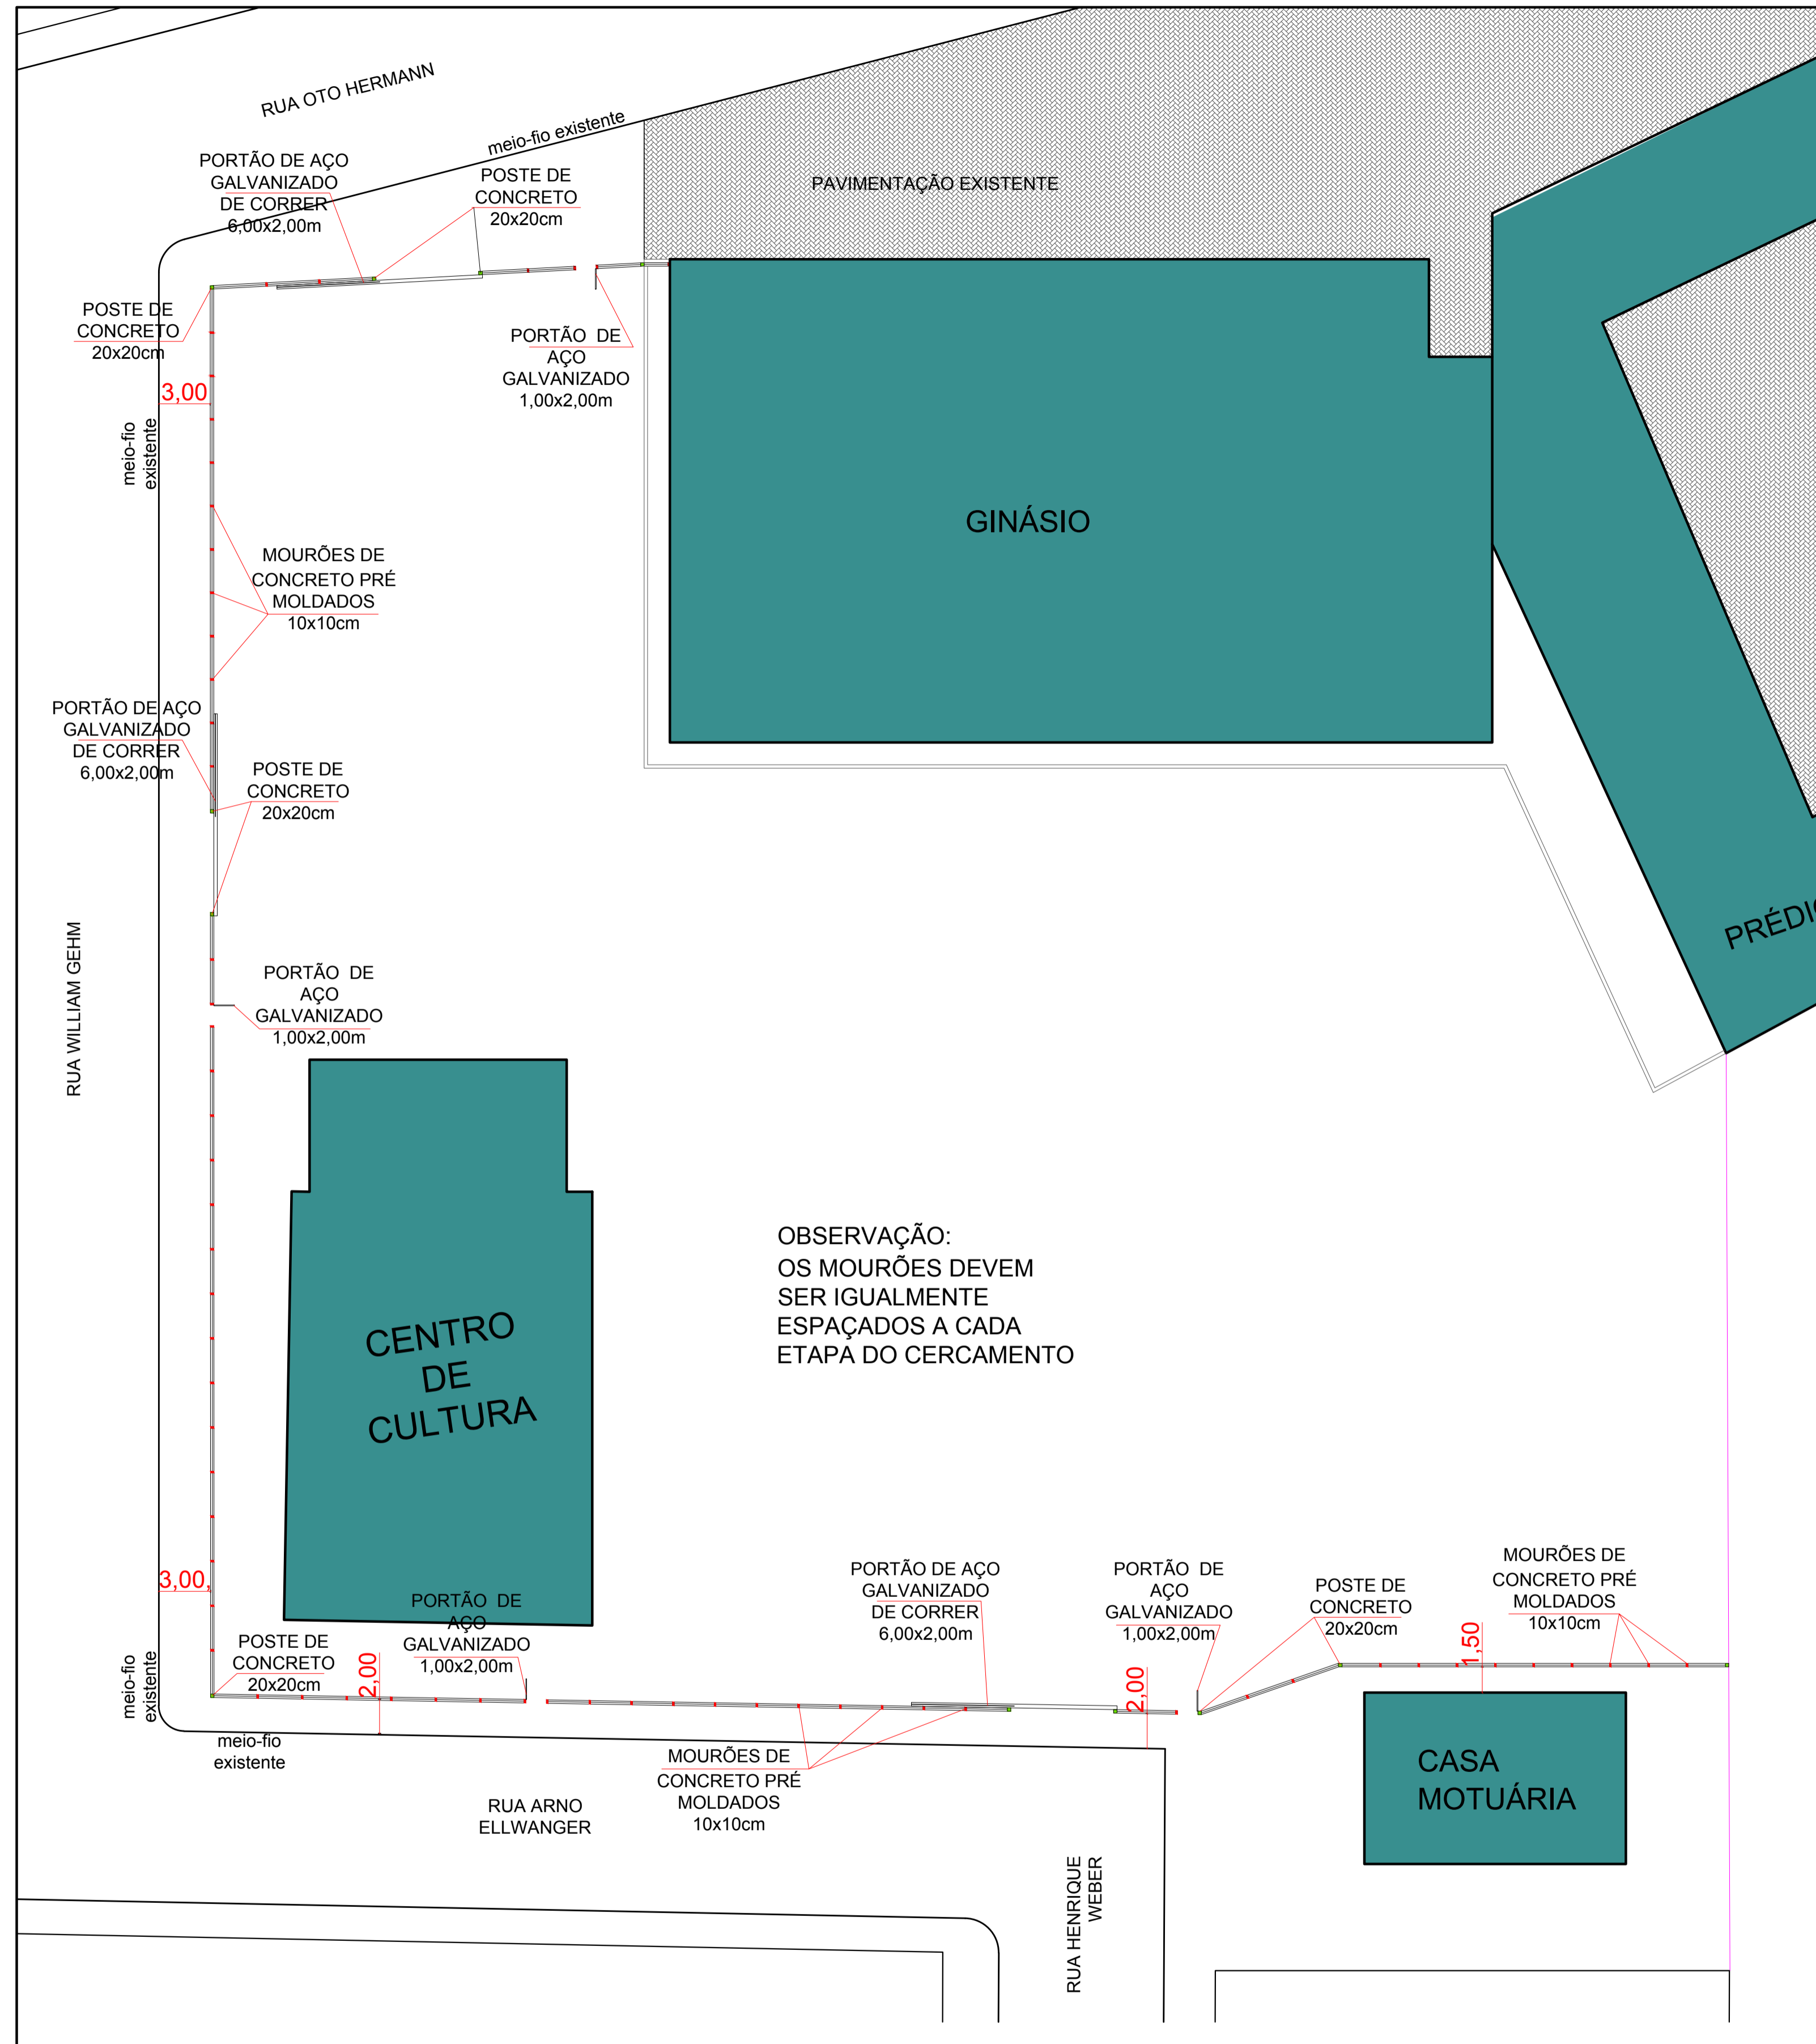 RUA OTO HERMANN
meio-fio existente
PORTÃO DE AÇO
GALVANIZADO
DE CORRER
6,00x2,00m
POSTE DE
CONCRETO
20x20cm
PAVIMENTAÇÃO EXISTENTE
POSTE DE
CONCRETO
20x20cm
PORTÃO DE
AÇO
GALVANIZADO
1,00x2,00m
3,00
meio-fio
existente
GINÁSIO
MOURÕES DE
CONCRETO PRÉ
MOLDADOS
10x10cm
PORTÃO DE AÇO
GALVANIZADO
DE CORRER
6,00x2,00m
POSTE DE
CONCRETO
20x20cm
RUA WILLIAM GEHM
PORTÃO DE
AÇO
GALVANIZADO
1,00x2,00m
OBSERVAÇÃO:
OS MOURÕES DEVEM
SER IGUALMENTE
ESPAÇADOS A CADA
ETAPA DO CERCAMENTO
CENTRO
DE
CULTURA
3,00
PORTÃO DE
AÇO
GALVANIZADO
1,00x2,00m
PORTÃO DE AÇO
GALVANIZADO
DE CORRER
6,00x2,00m
PORTÃO DE
AÇO
GALVANIZADO
1,00x2,00m
POSTE DE
CONCRETO
20x20cm
MOURÕES DE
CONCRETO PRÉ
MOLDADOS
10x10cm
1,50
POSTE DE
CONCRETO
20x20cm
2,00
2,00
meio-fio
existente
meio-fio
existente
MOURÕES DE
CONCRETO PRÉ
MOLDADOS
10x10cm
CASA
MOTUÁRIA
RUA ARNO
ELLWANGER
RUA HENRIQUE
WEBER